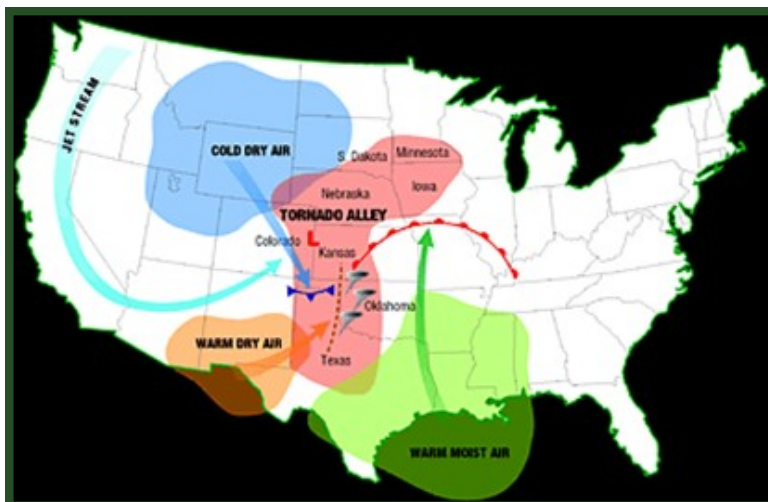 JET STREAM
COLD DRY AIR
S. Dakota
Minnesota
Nebraska
Iowa
TORNADO ALLEY
Colorado
L
Kansas
Oklahoma
WARM DRY AIR
Texas
WARM MOIST AIR